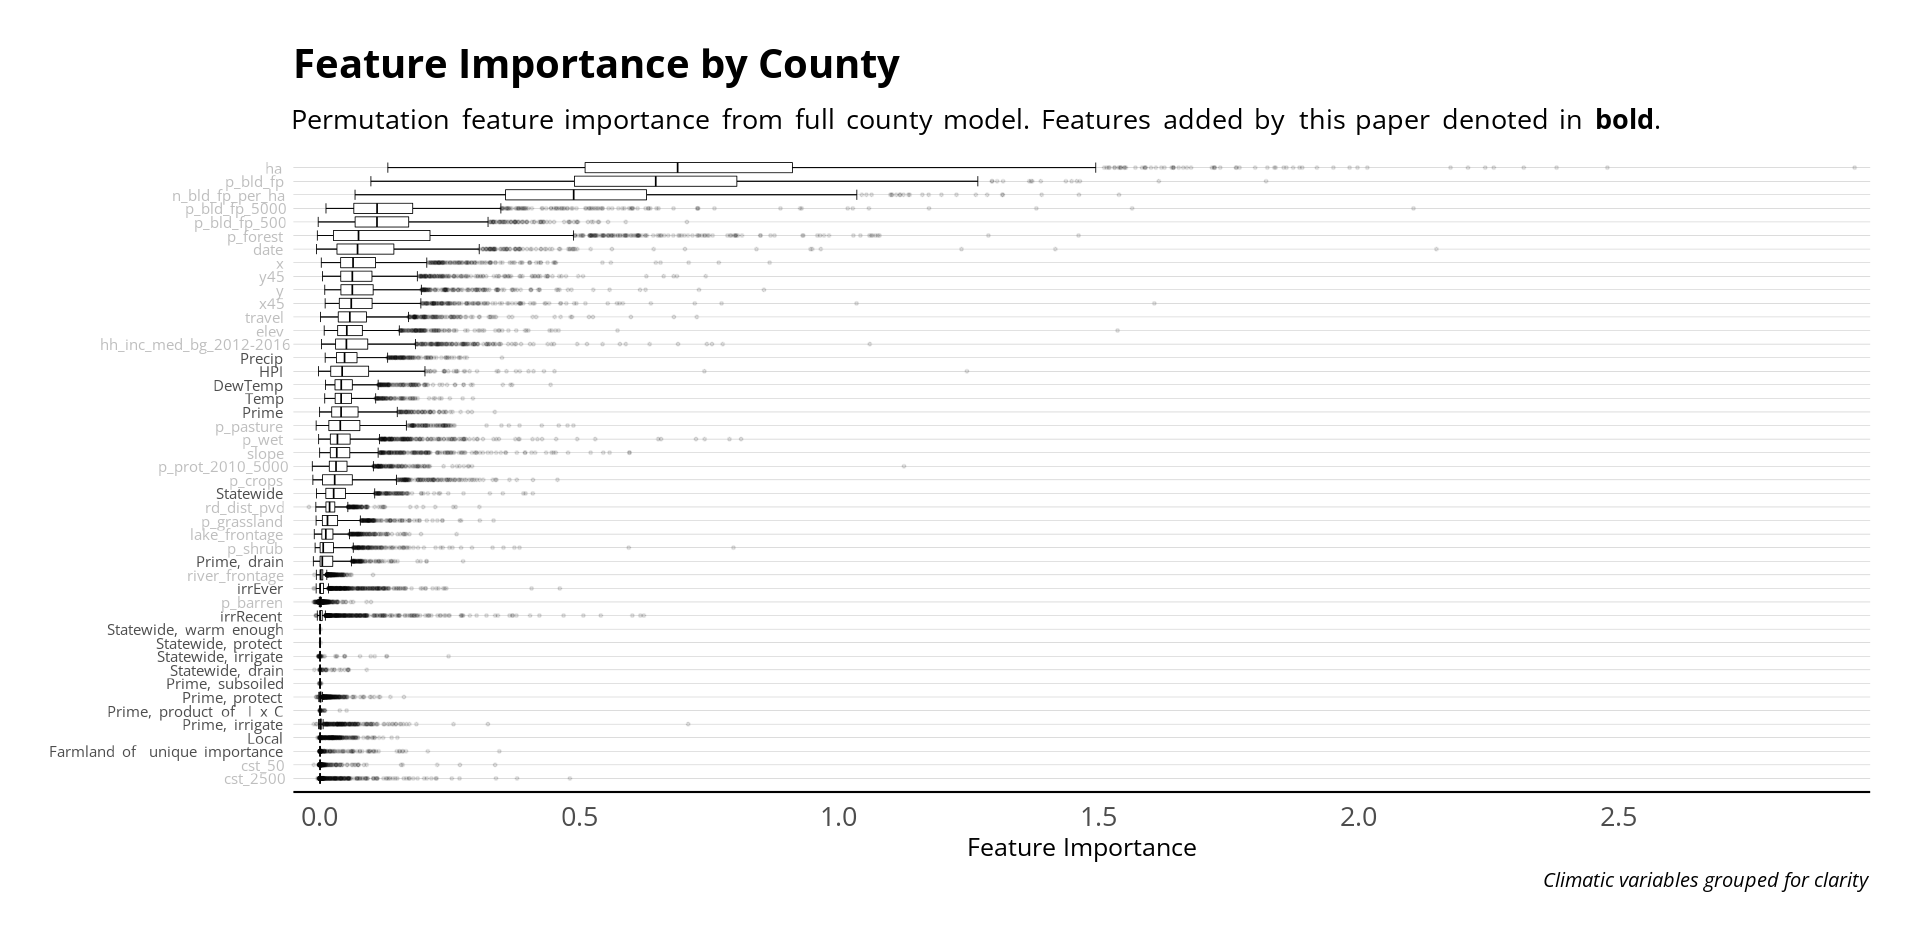 Feature Importance by County
Permutation feature importance from full county model. Features added by this paper denoted in bold.
ha
p_bld_fp
n_bld_fp_per_ha
p_bld_fp_5000
p_bld_fp_500
p_forest
date
x
y45
y
x45
travel
elev
hh_inc_med_bg_2012-2016
Precip
HPI
DewTemp
Temp
Prime
p_pasture
p_wet
slope
p_prot_2010_5000
p_crops
Statewide
rd_dist_pvd
p_grassland
lake_frontage
p_shrub
Prime, drain
river_frontage
irrEver
p_barren
irrRecent
Statewide, warm enough
Statewide, protect
Statewide, irrigate
Statewide, drain
Prime, subsoiled
Prime, protect
Prime, product of I x C
Prime, irrigate
Local
Farmland of unique importance
cst_50
cst_2500
0.0 0.5 1.0 1.5 2.0 2.5
Feature Importance
Climatic variables grouped for clarity